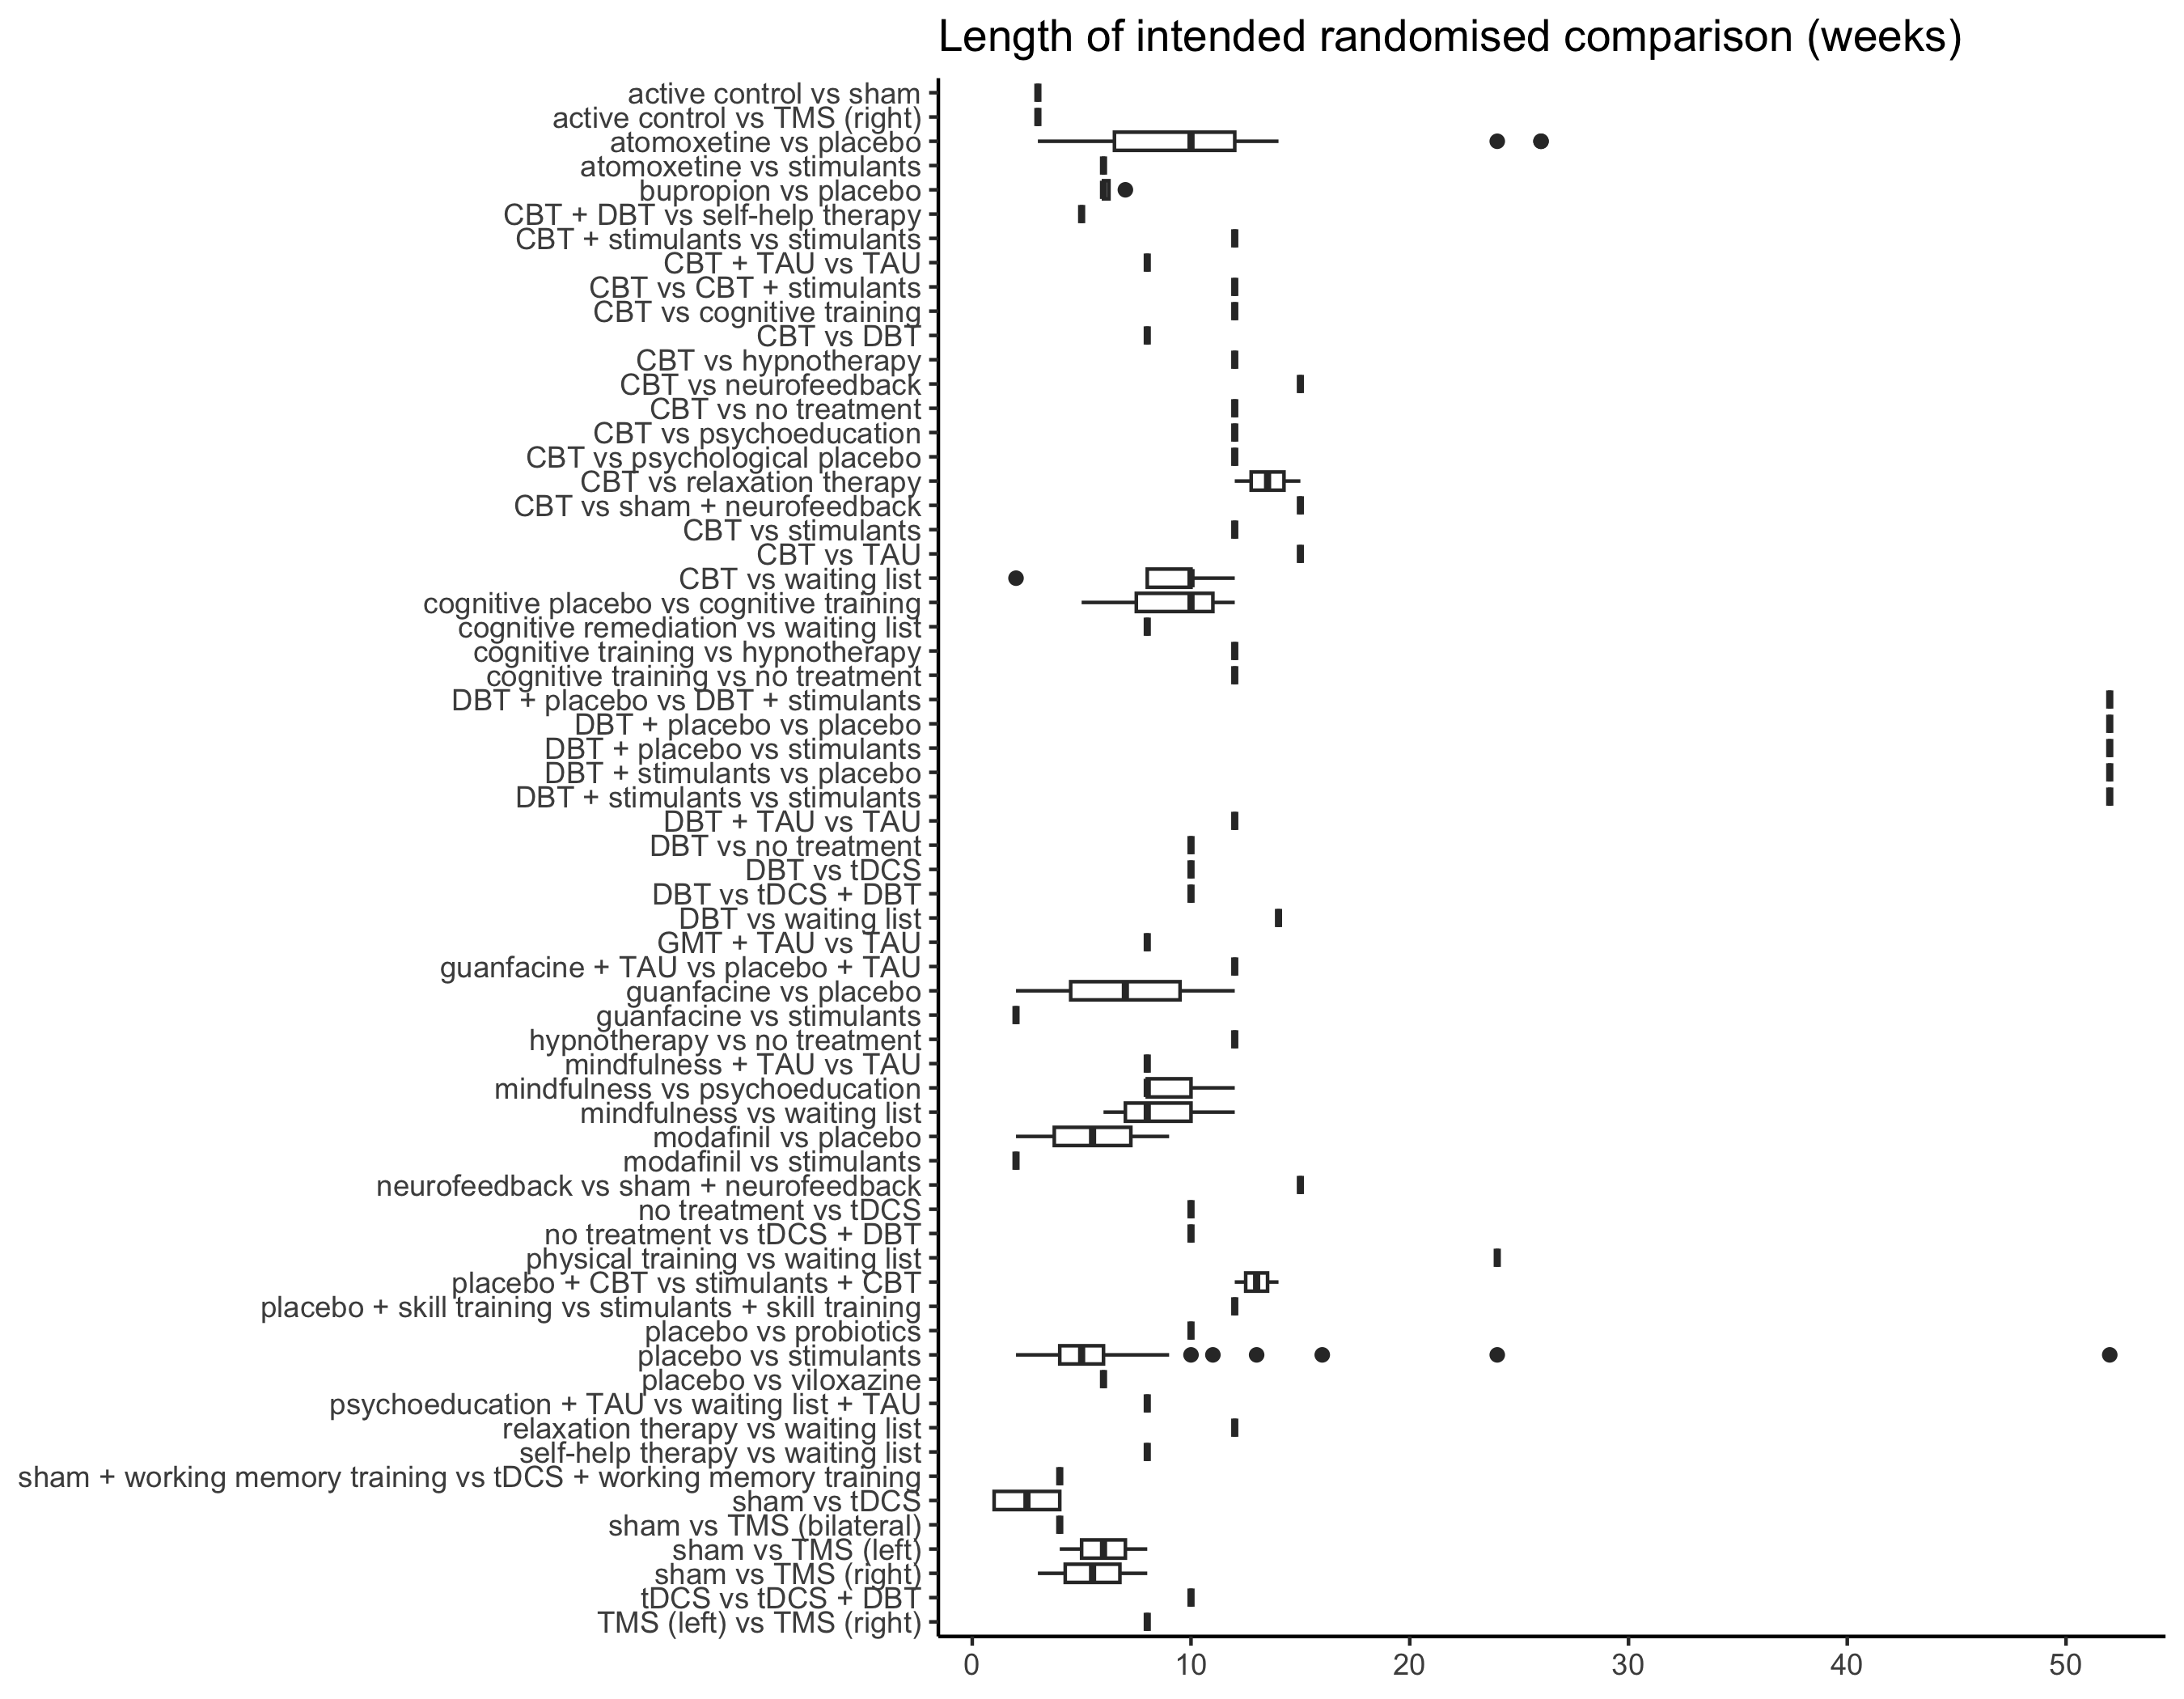 Length of intended randomised comparison (weeks)
active control vs sham
active control vs TMS (right)
atomoxetine vs placebo
atomoxetine vs stimulants
bupropion vs placebo
CBT + DBT vs self-help therapy
CBT + stimulants vs stimulants
CBT + TAU vs TAU
CBT vs CBT + stimulants
CBT vs cognitive training
CBT vs DBT
CBT vs hypnotherapy
CBT vs neurofeedback
CBT vs no treatment
CBT vs psychoeducation
CBT vs psychological placebo
CBT vs relaxation therapy
CBT vs sham + neurofeedback
CBT vs stimulants
CBT vs TAU
CBT vs waiting list
cognitive placebo vs cognitive training
cognitive remediation vs waiting list
cognitive training vs hypnotherapy
cognitive training vs no treatment
DBT + placebo vs DBT + stimulants
DBT + placebo vs placebo
DBT + placebo vs stimulants
DBT + stimulants vs placebo
DBT + stimulants vs stimulants
DBT + TAU vs TAU
DBT vs no treatment
DBT vs tDCS
DBT vs tDCS + DBT
DBT vs waiting list
GMT + TAU vs TAU
guanfacine + TAU vs placebo + TAU
guanfacine vs placebo
guanfacine vs stimulants
hypnotherapy vs no treatment
mindfulness + TAU vs TAU
mindfulness vs psychoeducation
mindfulness vs waiting list
modafinil vs placebo
modafinil vs stimulants
neurofeedback vs sham + neurofeedback
no treatment vs tDCS
no treatment vs tDCS + DBT
physical training vs waiting list
placebo + CBT vs stimulants + CBT
placebo + skill training vs stimulants + skill training
placebo vs probiotics
placebo vs stimulants
placebo vs viloxazine
psychoeducation + TAU vs waiting list + TAU
relaxation therapy vs waiting list
self-help therapy vs waiting list
sham + working memory training vs tDCS + working memory training
sham vs tDCS
sham vs TMS (bilateral)
sham vs TMS (left)
sham vs TMS (right)
tDCS vs tDCS + DBT
TMS (left) vs TMS (right)
0 10 20 30 40 50